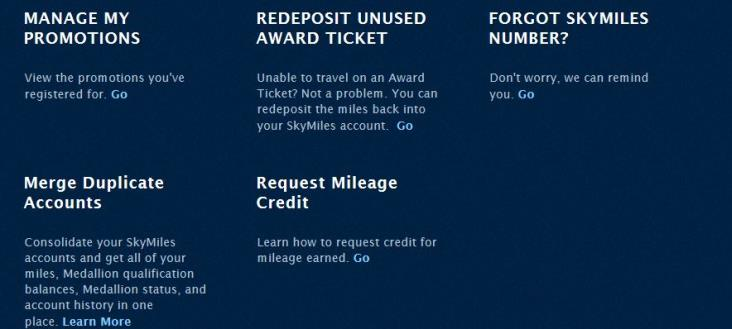 MANAGE MY
PROMOTIONS
View the promotions you've
registered for. Go
REDEPOSIT UNUSED
AWARD TICKET
Unable to travel on an Award
Ticket? Not a problem. You can
redeposit the miles back into
your SkyMiles account. Go
FORGOT SKYMILES
NUMBER?
Don't worry, we can remind
you. Go
Merge Duplicate
Accounts
Consolidate your SkyMiles
accounts and get all of your
miles, Medallion qualification
balances, Medallion status, and
account history in one
place. Learn More
Request Mileage
Credit
Learn how to request credit for
mileage earned. Go